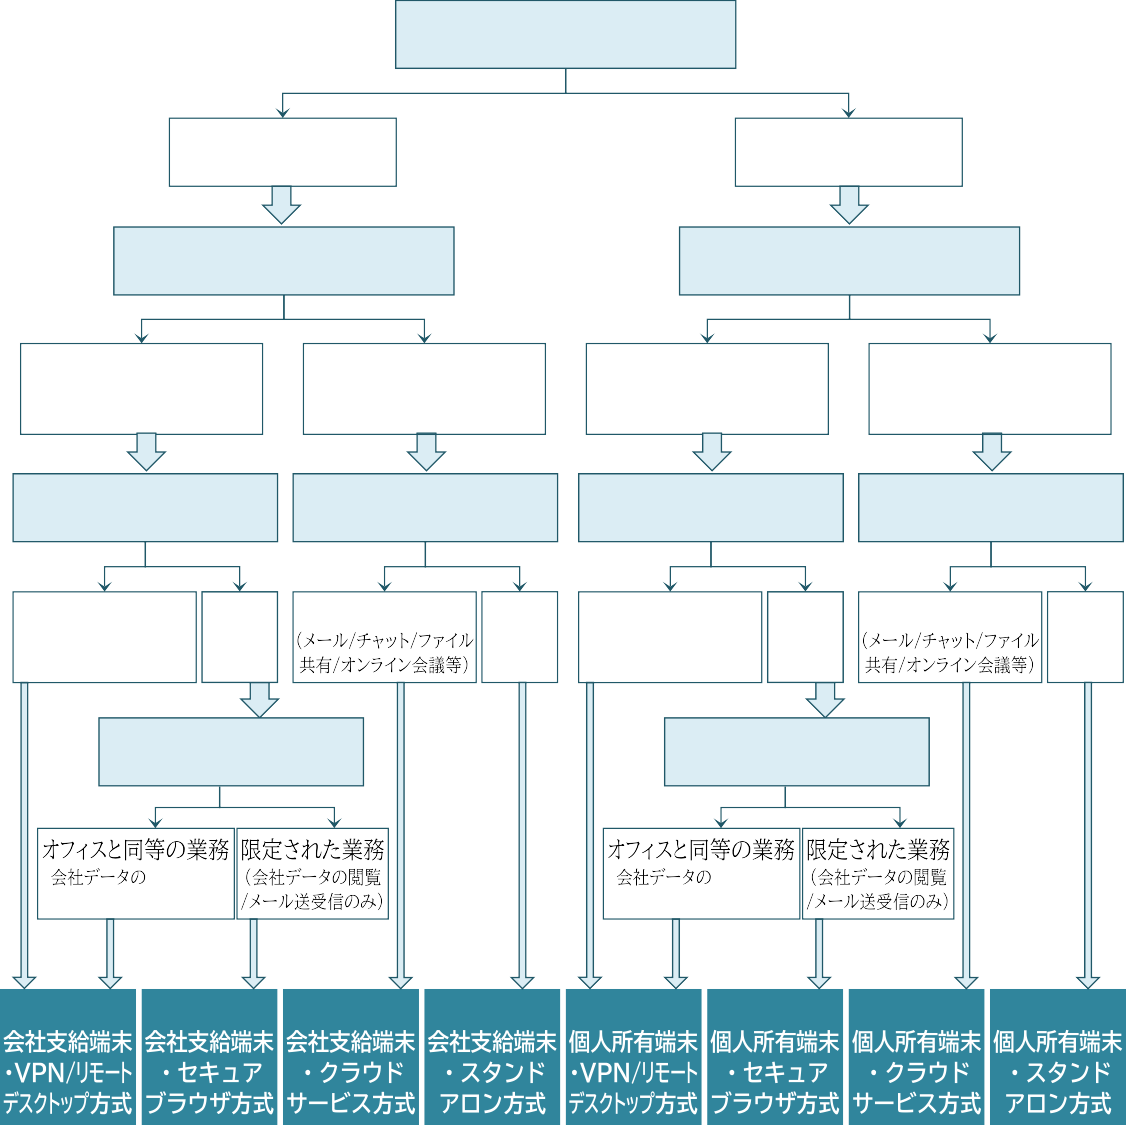 （メール/チャット/ファイル
共有/オンライン会議等）
（メール/チャット/ファイル
共有/オンライン会議等）
オフィスと同等の業務
会社データの
限定された業務
（会社データの閲覧
/メール送受信のみ）
オフィスと同等の業務
会社データの
限定された業務
（会社データの閲覧
/メール送受信のみ）
会社支給端末
・VPN/リモート
デスクトップ方式
会社支給端末
・セキュア
ブラウザ方式
会社支給端末
・クラウド
サービス方式
会社支給端末
・スタンド
アロン方式
個人所有端末
・VPN/リモート
デスクトップ方式
個人所有端末
・セキュア
ブラウザ方式
個人所有端末
・クラウド
サービス方式
個人所有端末
・スタンド
アロン方式